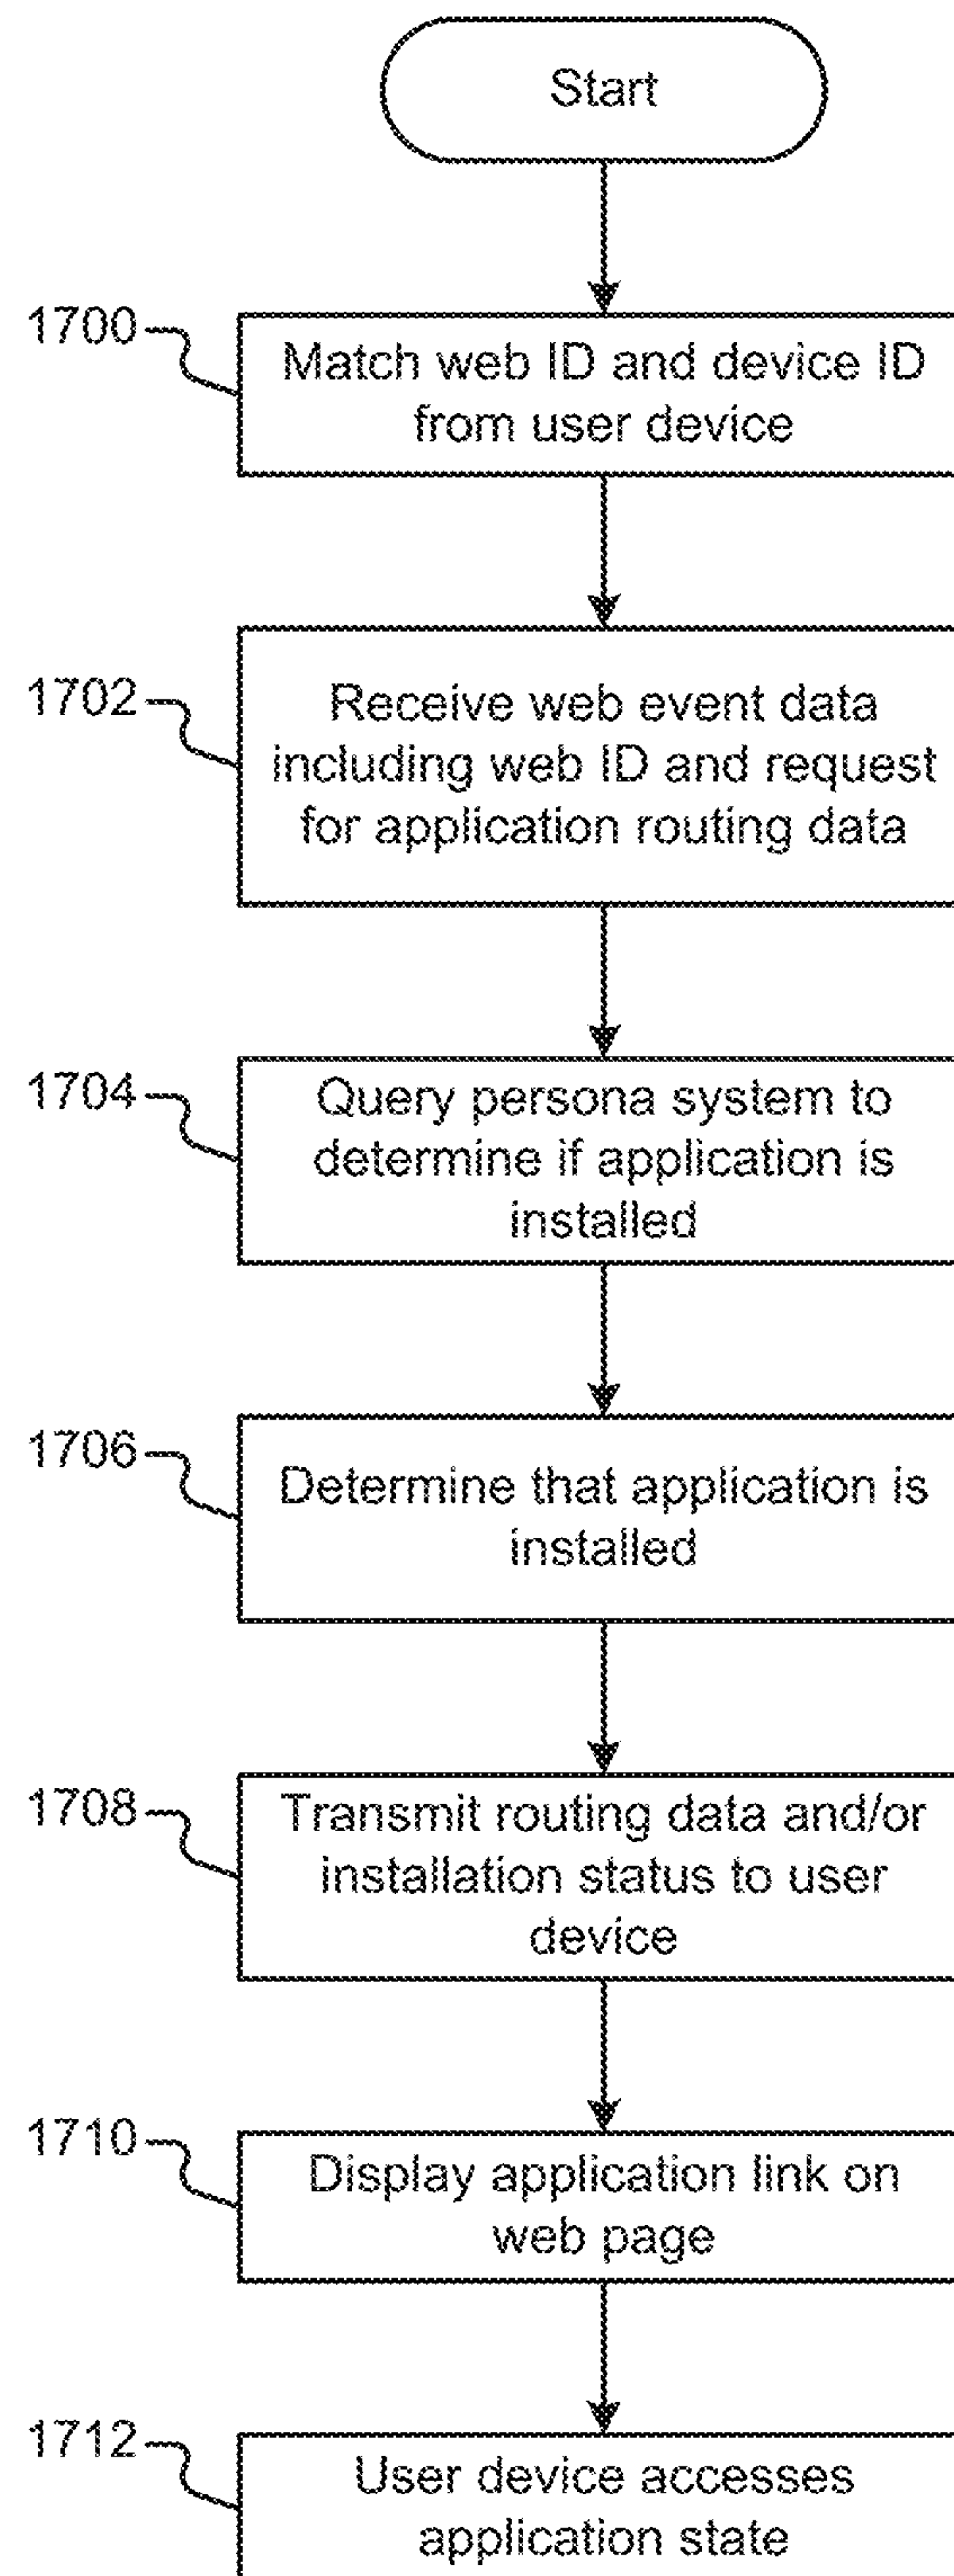 Start
1700
Match web ID and device ID
from user device
1702
Receive web event data
including web ID and request
for application routing data
1704
Query persona system to
determine if application is
installed
1706
Determine that application is
installed
1708
Transmit routing data and/or
installation status to user
device
1710
Display application link on
web page
1712
User device accesses
application state